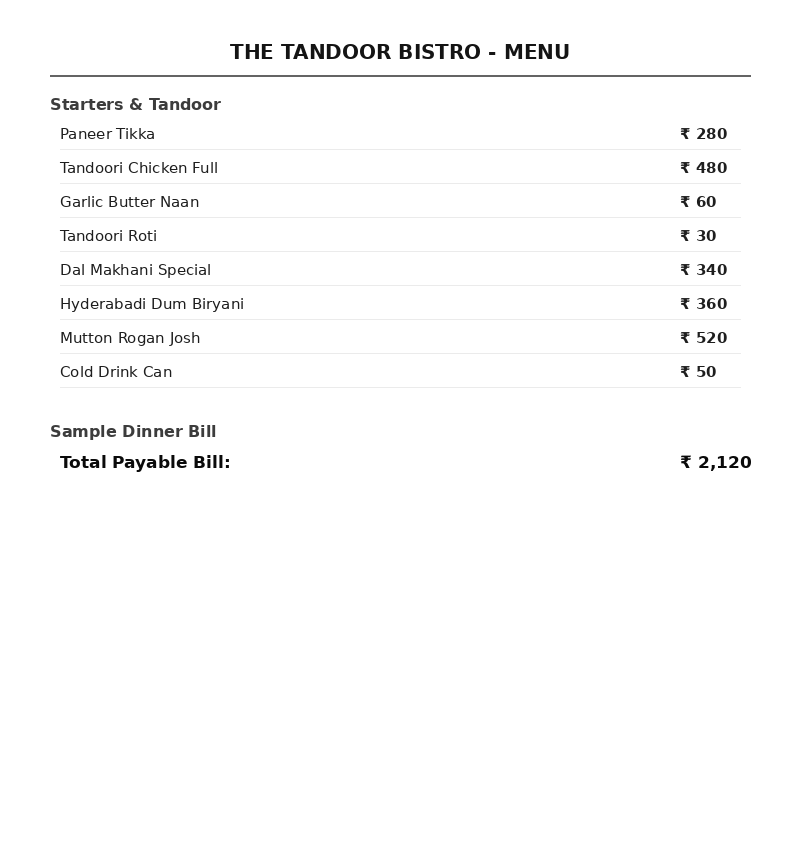 THE TANDOOR BISTRO - MENU
Starters & Tandoor
Paneer Tikka ₹ 280
Tandoori Chicken Full ₹ 480
Garlic Butter Naan ₹ 60
Tandoori Roti ₹ 30
Dal Makhani Special ₹ 340
Hyderabadi Dum Biryani ₹ 360
Mutton Rogan Josh ₹ 520
Cold Drink Can ₹ 50
Sample Dinner Bill
Total Payable Bill: ₹ 2,120